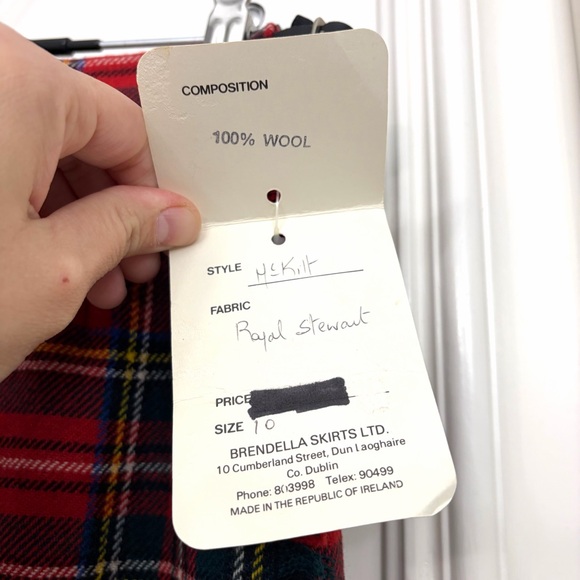 COMPOSITION
100% WOOL
STYLE McKilt
FABRIC
Royal Stewart
PRICE
SIZE 10
BRENDELLA SKIRTS LTD.
10 Cumberland Street, Dun Laoghaire
Co. Dublin
Phone: 803998 Telex: 90499
MADE IN THE REPUBLIC OF IRELAND